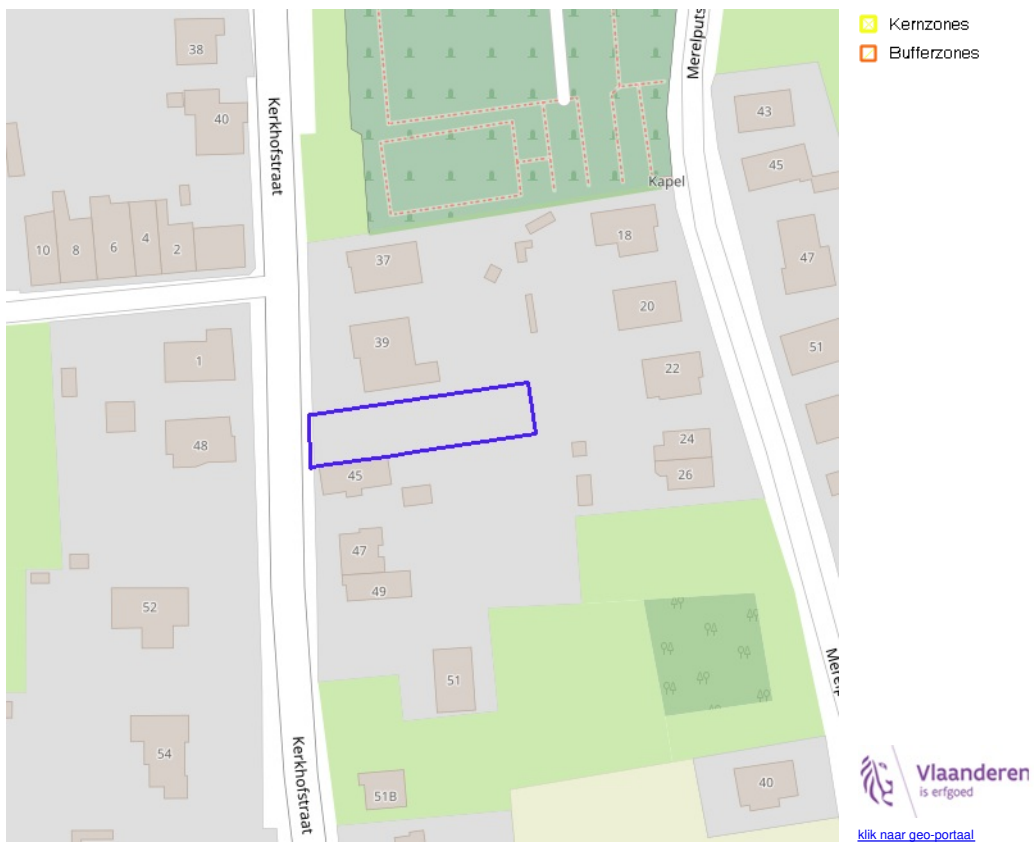 Kernzones
Bufferzones
38
40
Kerkhofstraat
Merelputs
43
45
Kapel
10
8
6
4
2
37
18
47
20
39
1
51
22
48
45
24
26
47
49
52
51
Merelp
54
Kerkhofstraat
51B
40
Vlaanderen
is erfgoed
klik naar geo-portaal